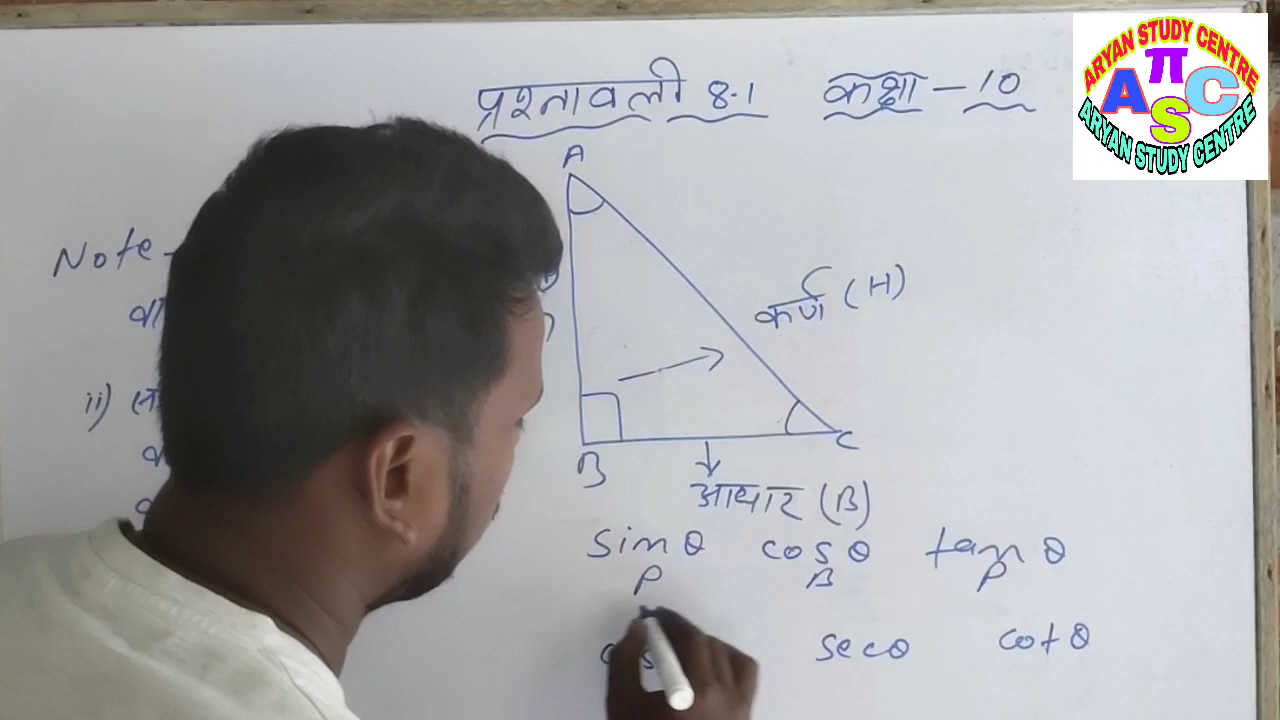 प्रश्नावली 8.1 कक्षा - 10
ARYAN STUDY CENTRE
π
ASC
ARYAN STUDY CENTRE
A
Note -
कर्ण (H)
ii)
B
C
आधार (B)
sin θ cos θ tan θ
P B P
sec θ cot θ